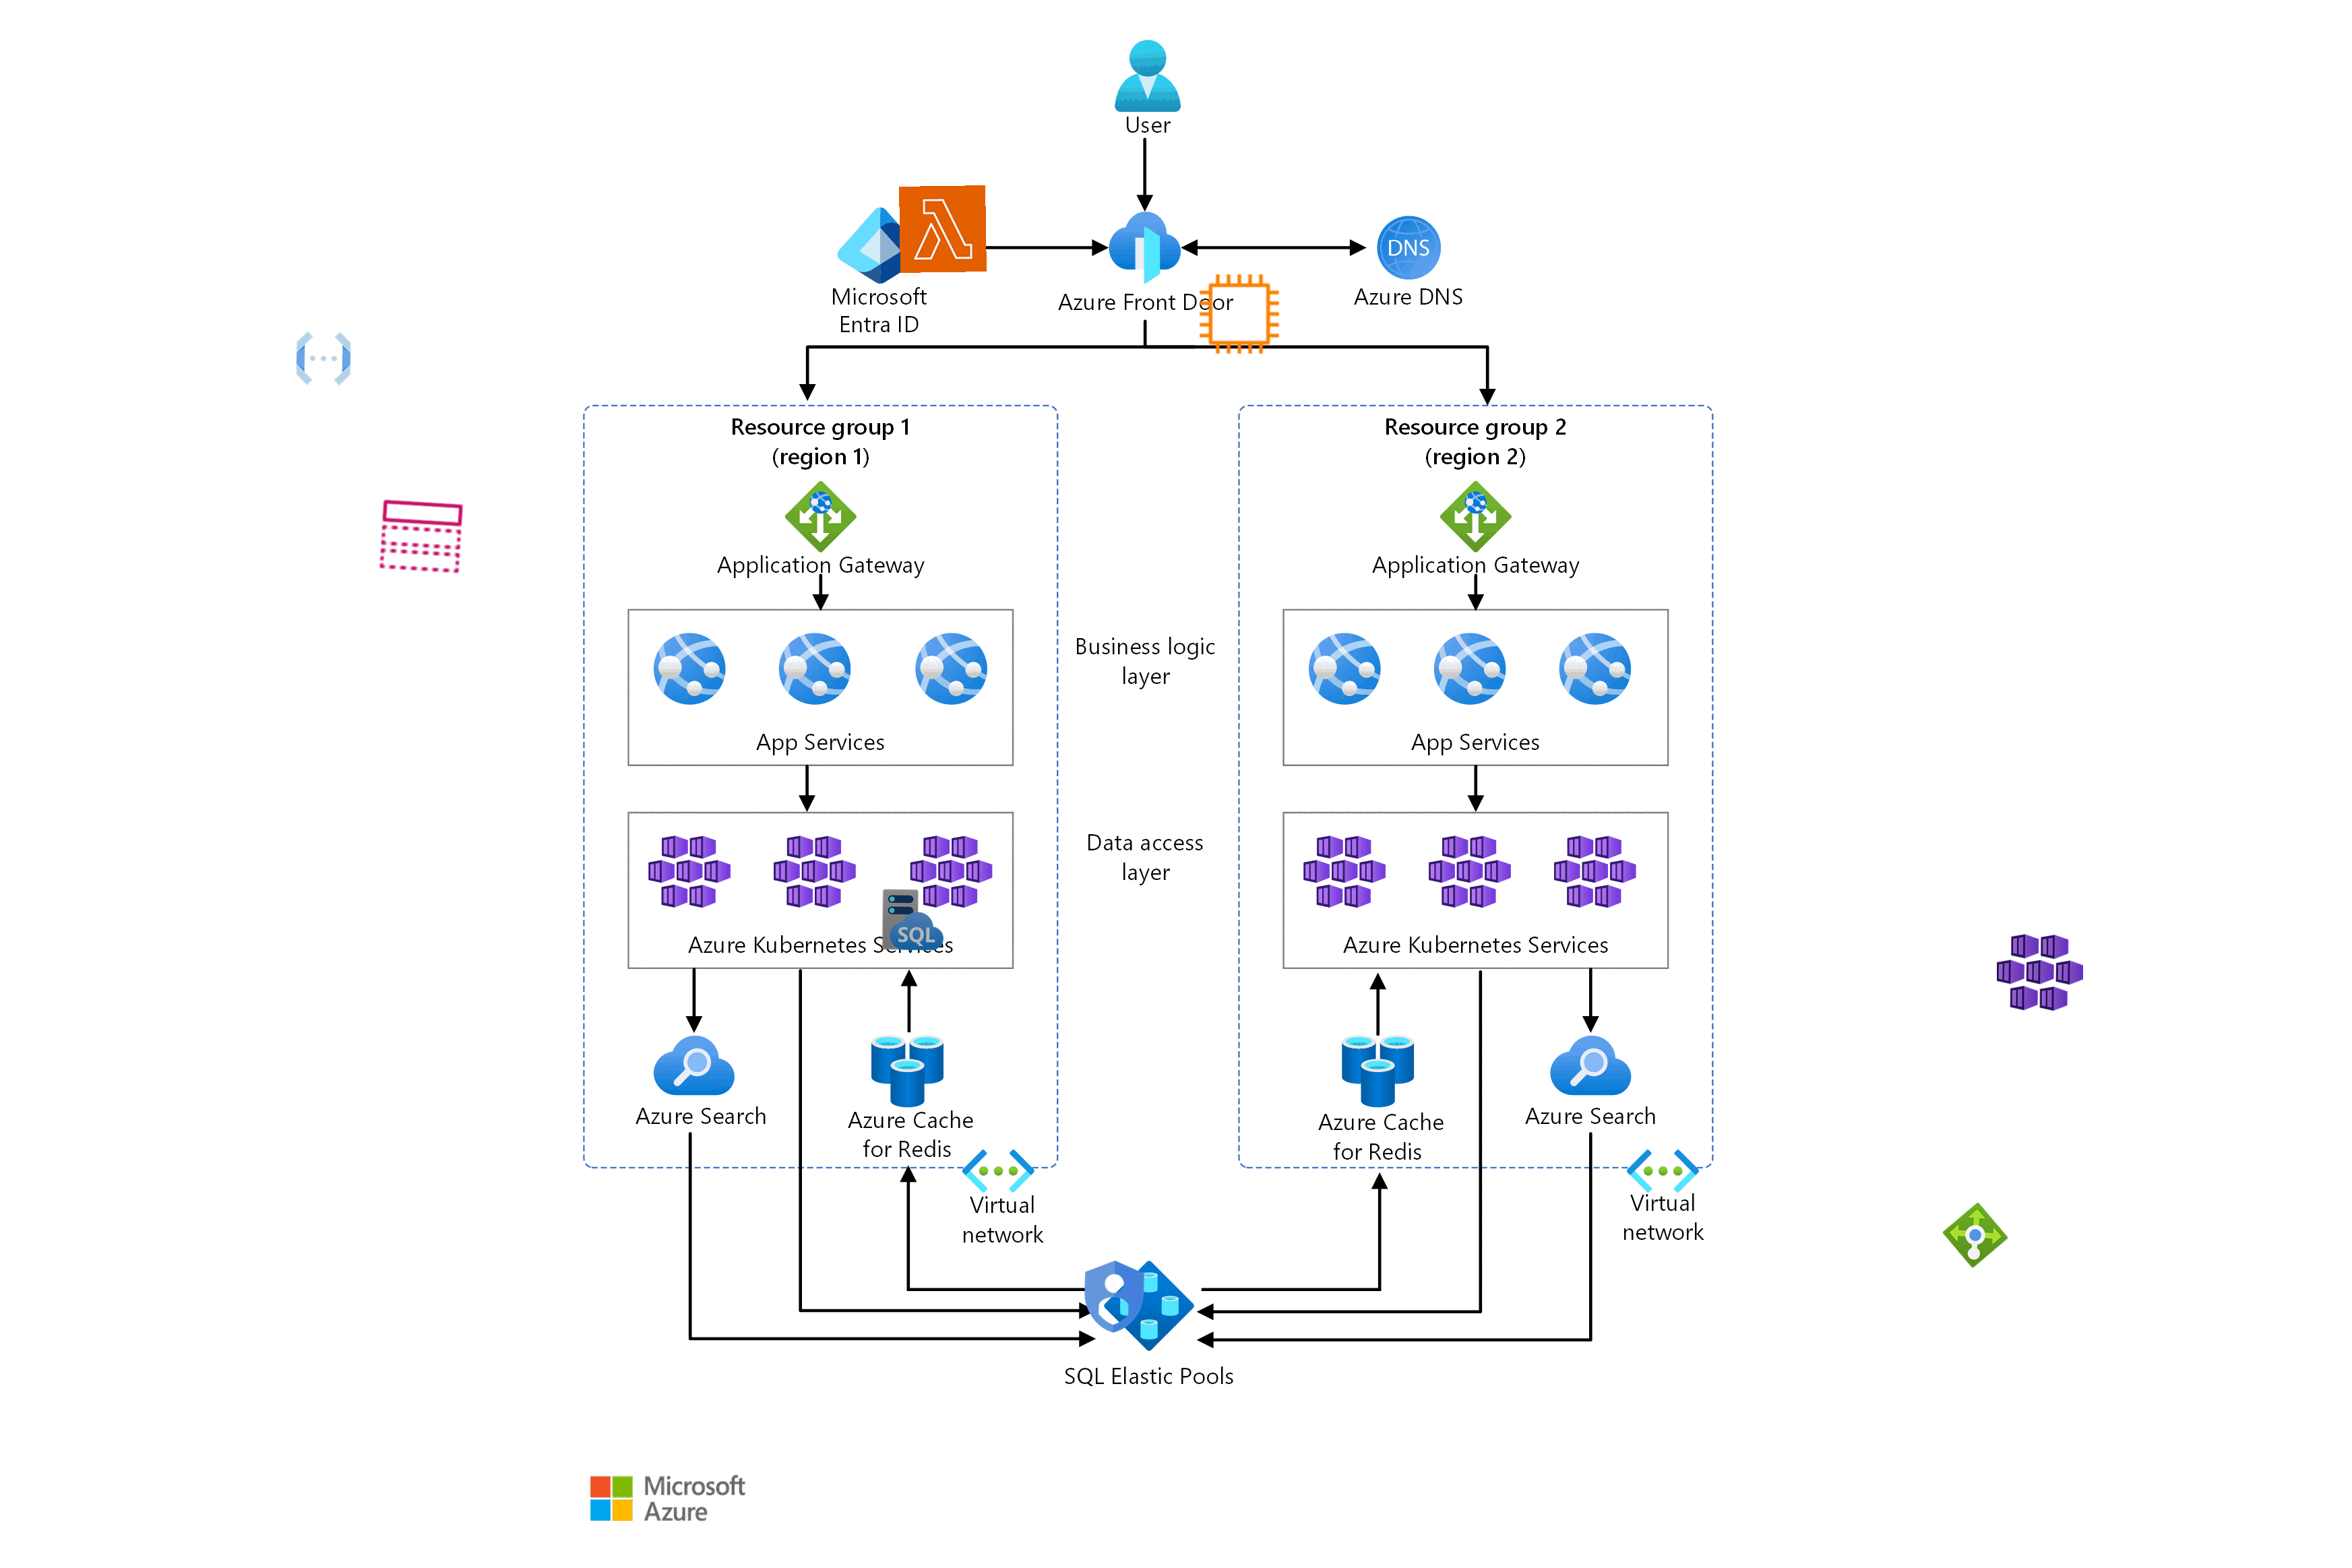 User
DNS
Microsoft
Entra ID
Azure Front Door
Azure DNS
Resource group 1
(region 1)
Resource group 2
(region 2)
Application Gateway
Application Gateway
Business logic
layer
App Services
App Services
Data access
layer
SQL
Azure Kubernetes Services
Azure Kubernetes Services
Azure Search
Azure Cache
for Redis
Azure Cache
for Redis
Azure Search
Virtual
network
Virtual
network
SQL Elastic Pools
Microsoft
Azure